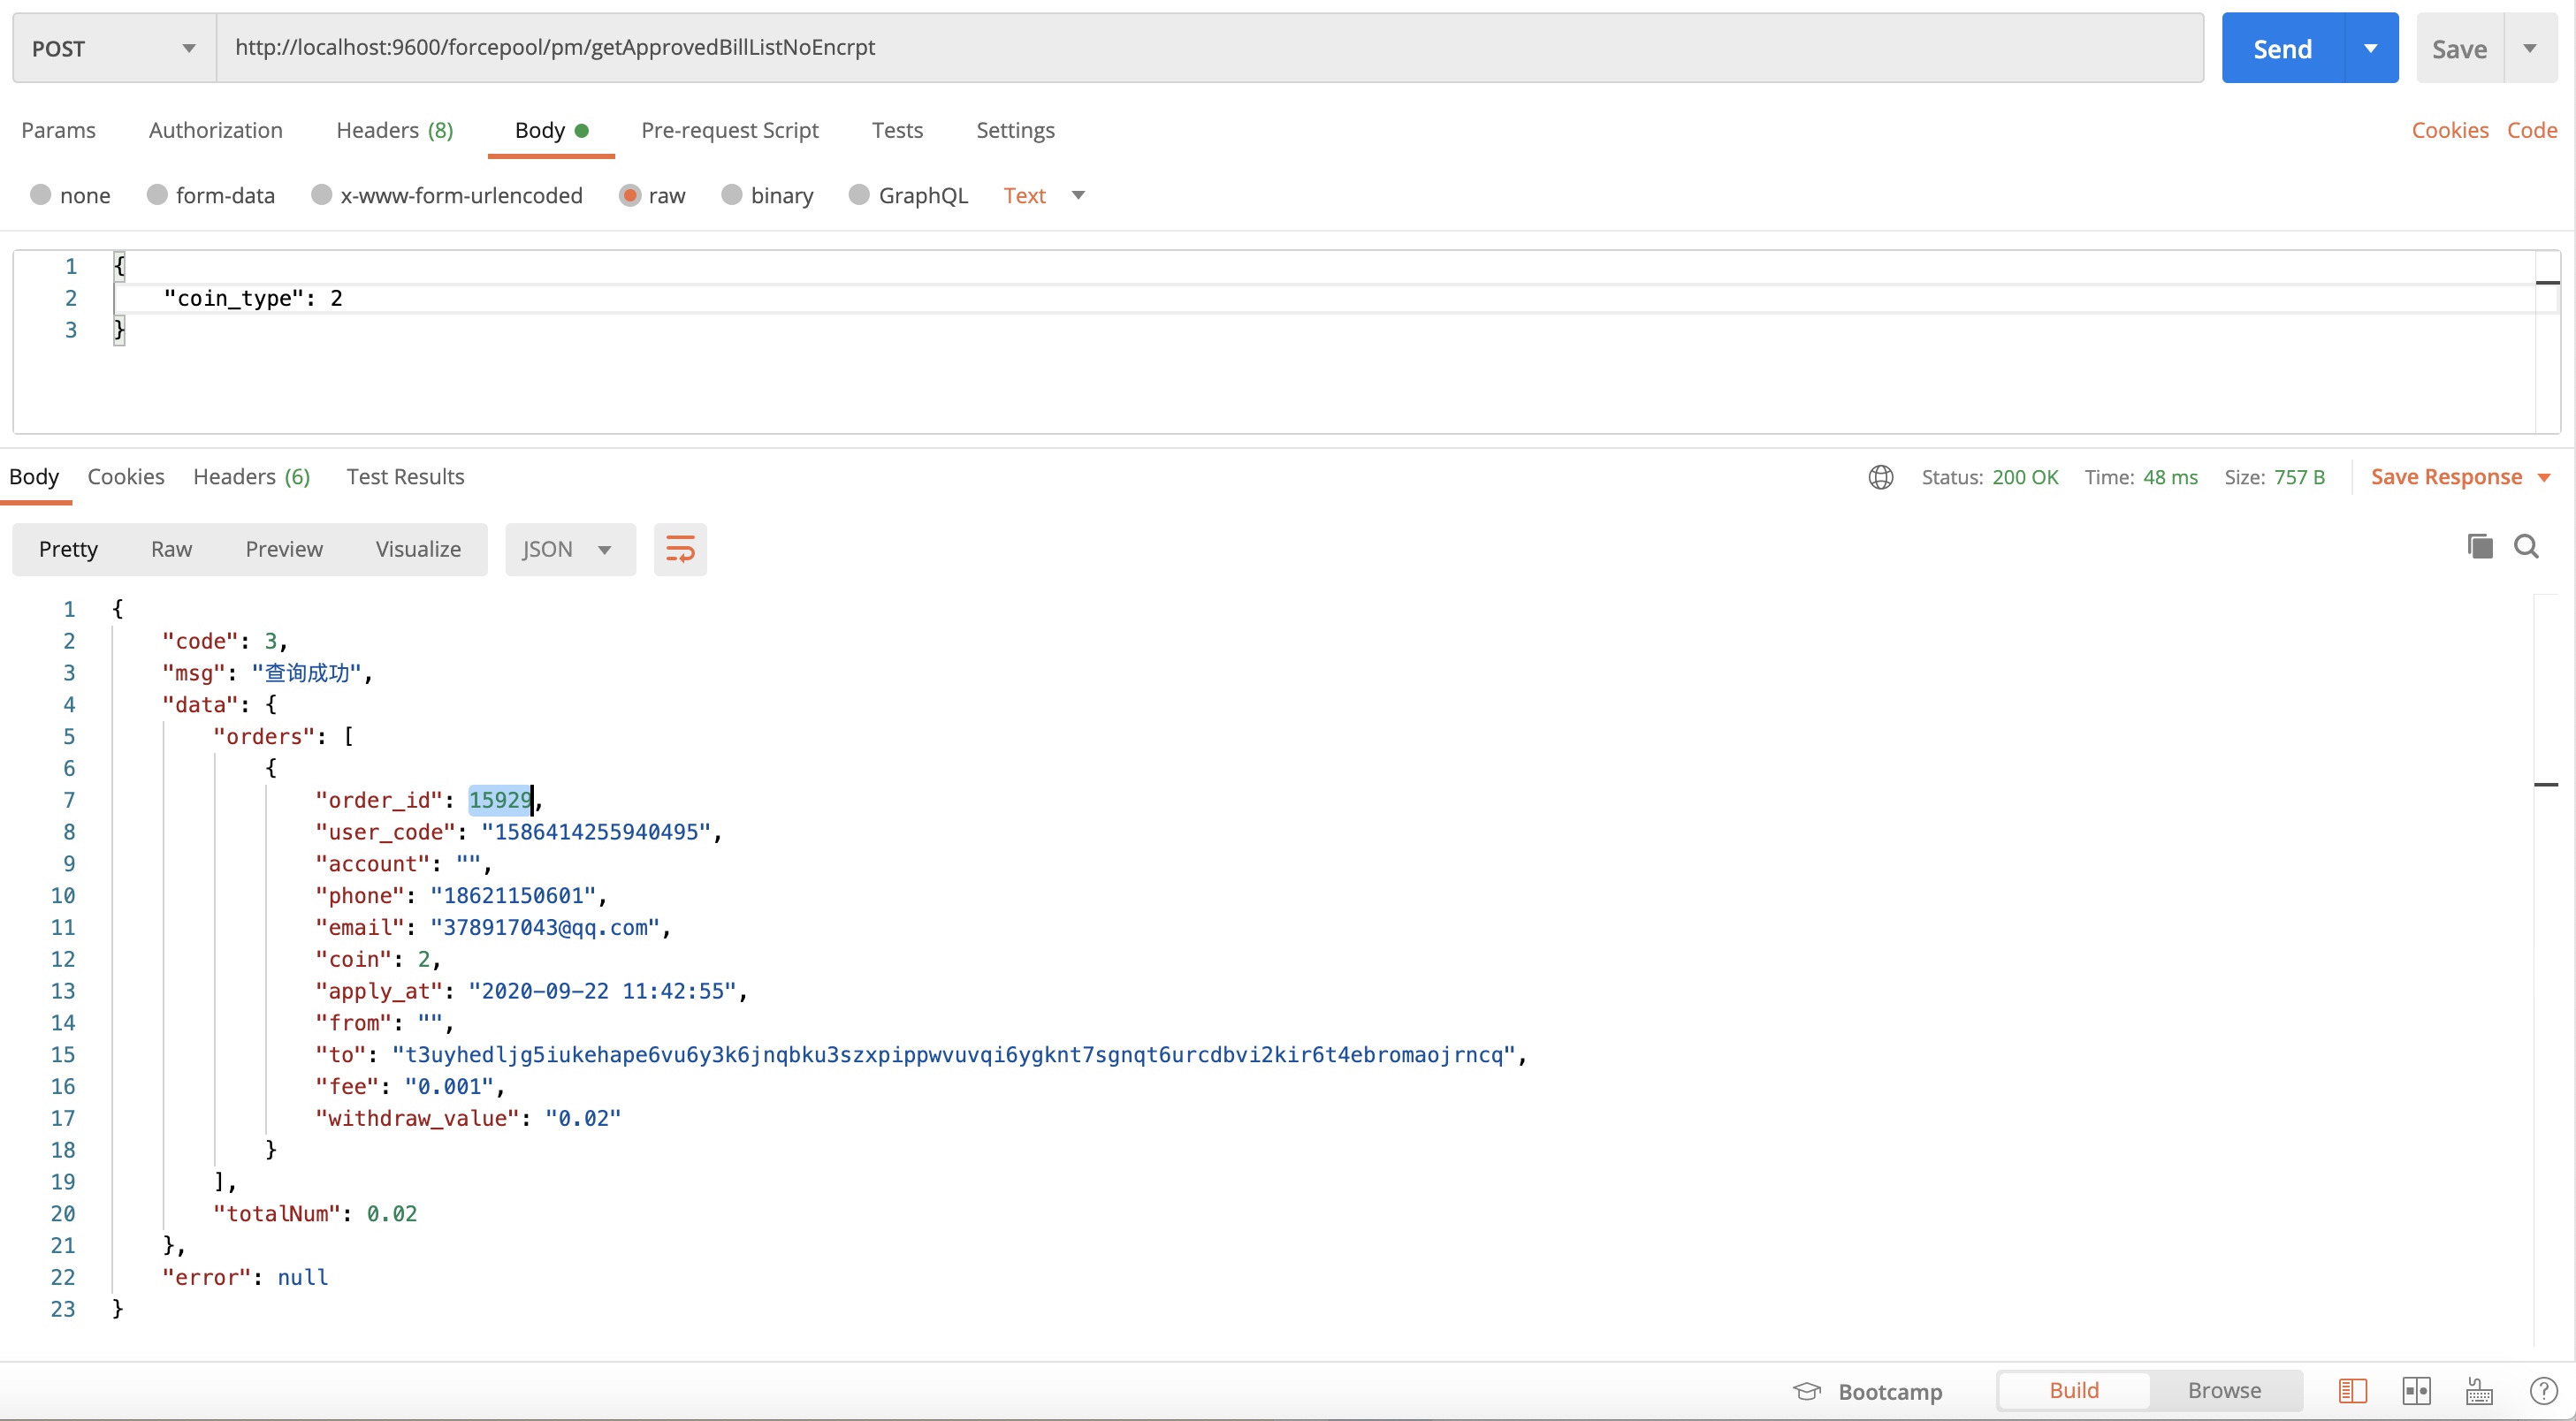 POST http://localhost:9600/forcepool/pm/getApprovedBillListNoEncrpt Send Save
Params Authorization Headers (8) Body Pre-request Script Tests Settings Cookies Code
none form-data x-www-form-urlencoded raw binary GraphQL Text
1 {
2 "coin_type": 2
3 }
Body Cookies Headers (6) Test Results Status: 200 OK Time: 48 ms Size: 757 B Save Response
Pretty Raw Preview Visualize JSON
1 {
2 "code": 3,
3 "msg": "查询成功",
4 "data": {
5 "orders": [
6 {
7 "order_id": 15929,
8 "user_code": "1586414255940495",
9 "account": "",
10 "phone": "18621150601",
11 "email": "378917043@qq.com",
12 "coin": 2,
13 "apply_at": "2020-09-22 11:42:55",
14 "from": "",
15 "to": "t3uyhedljg5iukehape6vu6y3k6jnqbku3szxpippwvuvqi6ygknt7sgnqt6urcdbvi2kir6t4ebromaojrncq",
16 "fee": "0.001",
17 "withdraw_value": "0.02"
18 }
19 ],
20 "totalNum": 0.02
21 },
22 "error": null
23 }
Bootcamp Build Browse